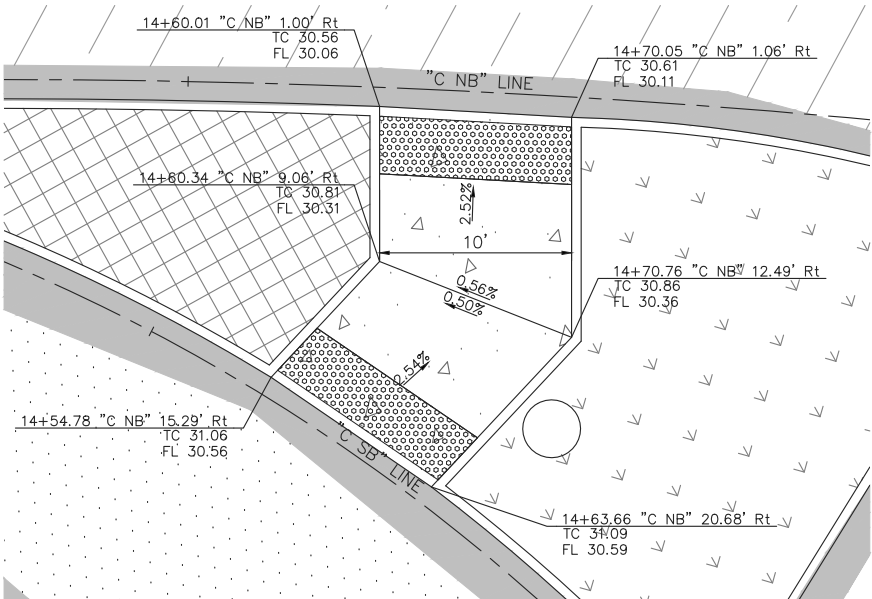 14+60.01 "C NB" 1.00' Rt
TC 30.56
FL 30.06
14+70.05 "C NB" 1.06' Rt
TC 30.61
FL 30.11
"C NB" LINE
14+60.34 "C NB" 9.06' Rt
TC 30.81
FL 30.31
2.52%
10'
14+70.76 "C NB" 12.49' Rt
TC 30.86
FL 30.36
0.56%
0.50%
0.54%
14+54.78 "C NB" 15.29' Rt
TC 31.06
FL 30.56
"C SB" LINE
14+63.66 "C NB" 20.68' Rt
TC 31.09
FL 30.59